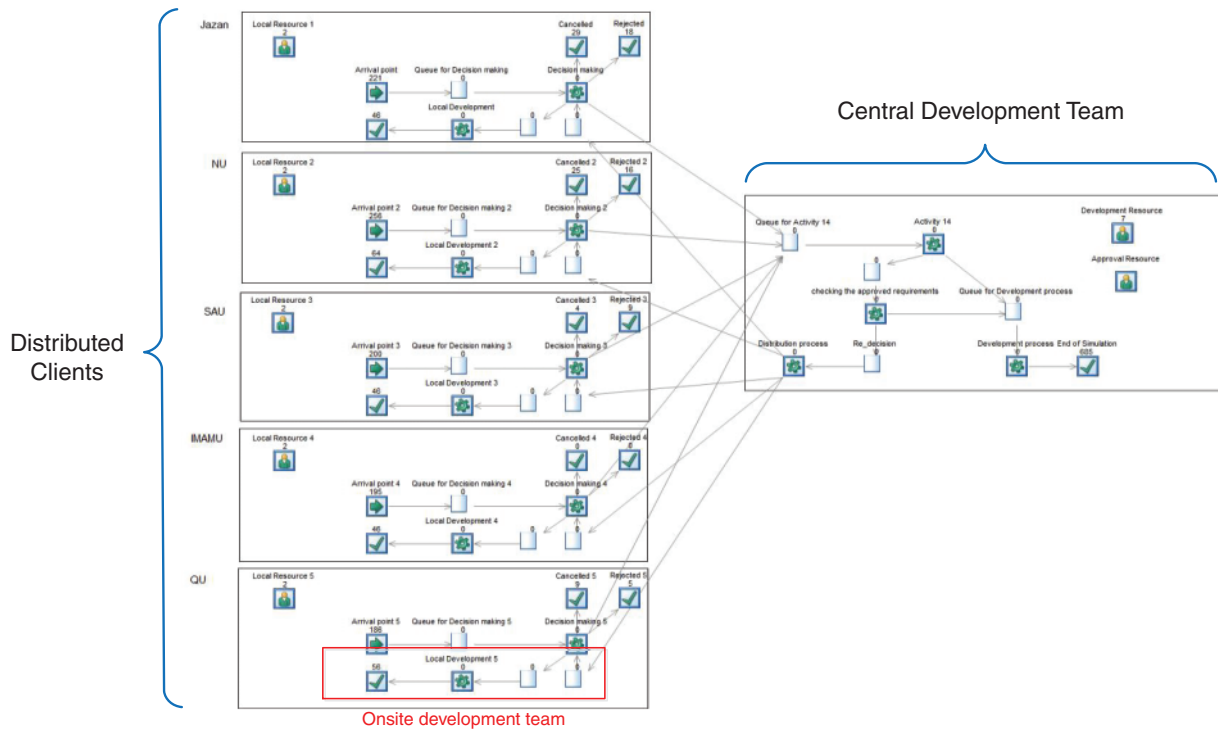 Distributed
Clients
Jazan
Local Resource 1
2
Cancelled
29
Rejected
18
Arrival point
221
Queue for Decision making
0
Decision making
0
Local Development
0
46
0
0
NU
Local Resource 2
2
Cancelled 2
25
Rejected 2
16
Arrival point 2
256
Queue for Decision making 2
0
Decision making 2
0
Local Development 2
0
64
0
0
SAU
Local Resource 3
2
Cancelled 3
4
Rejected 3
9
Arrival point 3
200
Queue for Decision making 3
0
Decision making 3
0
Local Development 3
0
46
0
0
IMAMU
Local Resource 4
2
Cancelled 4
0
Rejected 4
Arrival point 4
195
Queue for Decision making 4
0
Decision making 4
0
Local Development 4
0
46
0
0
QU
Local Resource 5
2
Cancelled 5
9
Rejected 5
5
Arrival point 5
186
Queue for Decision making 5
0
Decision making 5
0
Local Development 5
0
56
0
0
Onsite development team
Central Development Team
Queue for Activity 14
0
Activity 14
0
Development Resource
7
Approval Resource
0
checking the approved requirements
Queue for Development process
0
Distribution process
0
Re_decision
Development process
End of Simulation
685